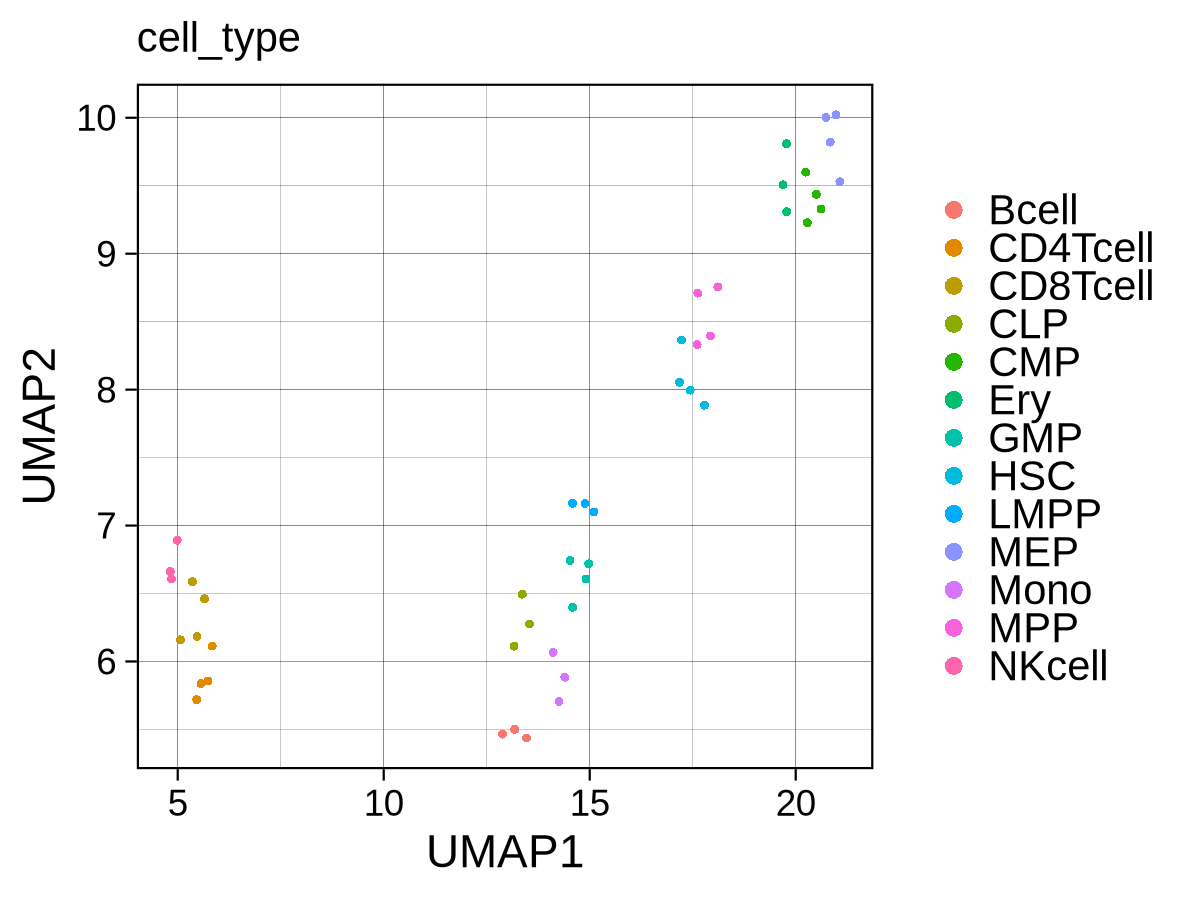 cell_type
10
9
8
7
6
5
10
15
20
UMAP1
UMAP2
Bcell
CD4Tcell
CD8Tcell
CLP
CMP
Ery
GMP
HSC
LMPP
MEP
Mono
MPP
NKcell